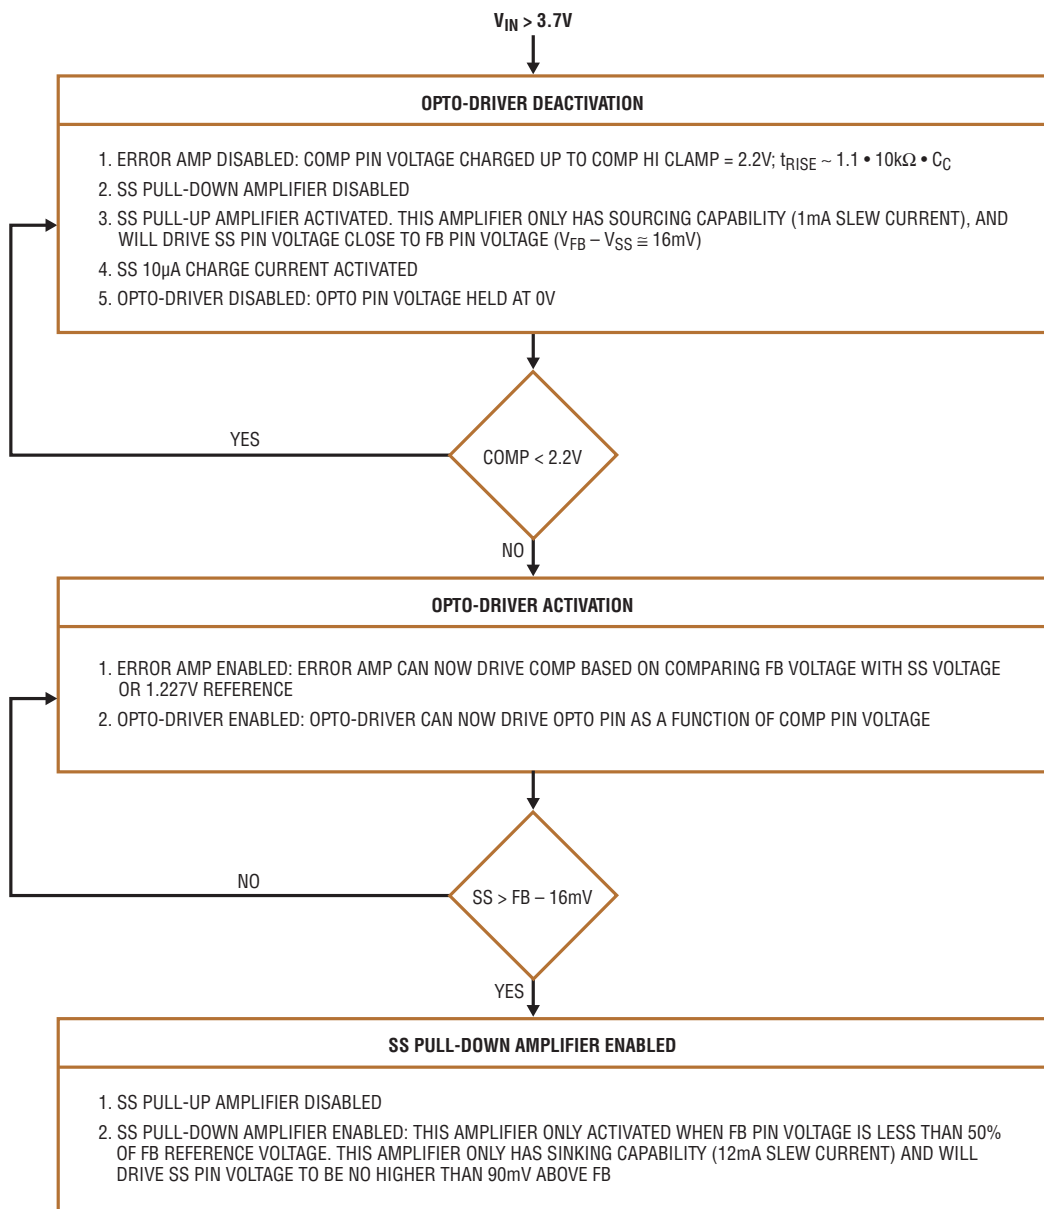 V_IN > 3.7V
OPTO-DRIVER DEACTIVATION
1. ERROR AMP DISABLED: COMP PIN VOLTAGE CHARGED UP TO COMP HI CLAMP = 2.2V; t_RISE ~ 1.1 • 10kΩ • C_C
2. SS PULL-DOWN AMPLIFIER DISABLED
3. SS PULL-UP AMPLIFIER ACTIVATED. THIS AMPLIFIER ONLY HAS SOURCING CAPABILITY (1mA SLEW CURRENT), AND
WILL DRIVE SS PIN VOLTAGE CLOSE TO FB PIN VOLTAGE (V_FB – V_SS ≅ 16mV)
4. SS 10µA CHARGE CURRENT ACTIVATED
5. OPTO-DRIVER DISABLED: OPTO PIN VOLTAGE HELD AT 0V
YES
COMP < 2.2V
NO
OPTO-DRIVER ACTIVATION
1. ERROR AMP ENABLED: ERROR AMP CAN NOW DRIVE COMP BASED ON COMPARING FB VOLTAGE WITH SS VOLTAGE
OR 1.227V REFERENCE
2. OPTO-DRIVER ENABLED: OPTO-DRIVER CAN NOW DRIVE OPTO PIN AS A FUNCTION OF COMP PIN VOLTAGE
NO
SS > FB – 16mV
YES
SS PULL-DOWN AMPLIFIER ENABLED
1. SS PULL-UP AMPLIFIER DISABLED
2. SS PULL-DOWN AMPLIFIER ENABLED: THIS AMPLIFIER ONLY ACTIVATED WHEN FB PIN VOLTAGE IS LESS THAN 50%
OF FB REFERENCE VOLTAGE. THIS AMPLIFIER ONLY HAS SINKING CAPABILITY (12mA SLEW CURRENT) AND WILL
DRIVE SS PIN VOLTAGE TO BE NO HIGHER THAN 90mV ABOVE FB